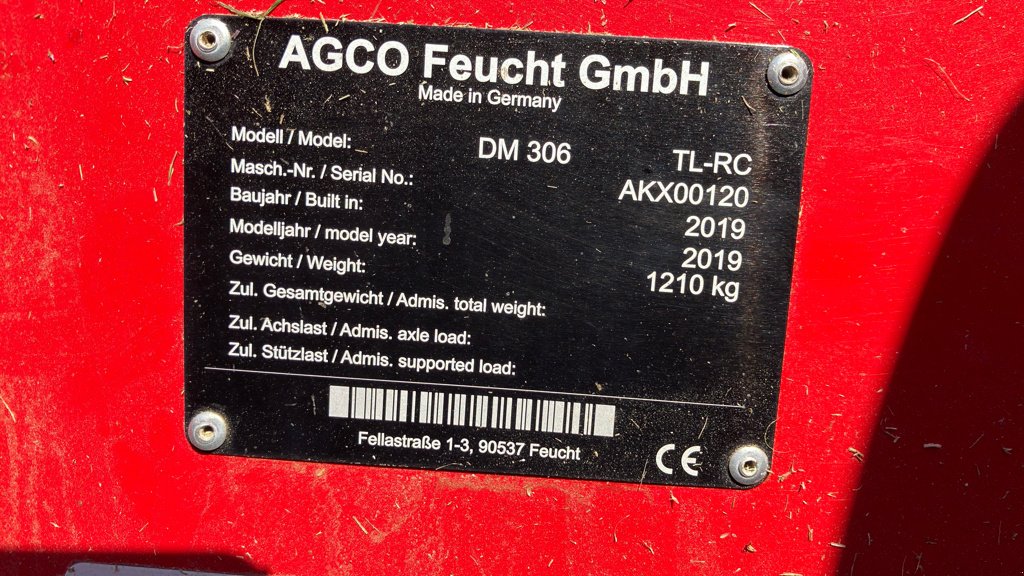 AGCO Feucht GmbH
Made in Germany
Modell / Model: DM 306 TL-RC
Masch.-Nr. / Serial No.: AKX00120
Baujahr / Built in: 2019
Modelljahr / model year: 2019
Gewicht / Weight: 1210 kg
Zul. Gesamtgewicht / Admis. total weight:
Zul. Achslast / Admis. axle load:
Zul. Stützlast / Admis. supported load:
Fellastraße 1-3, 90537 Feucht
CE